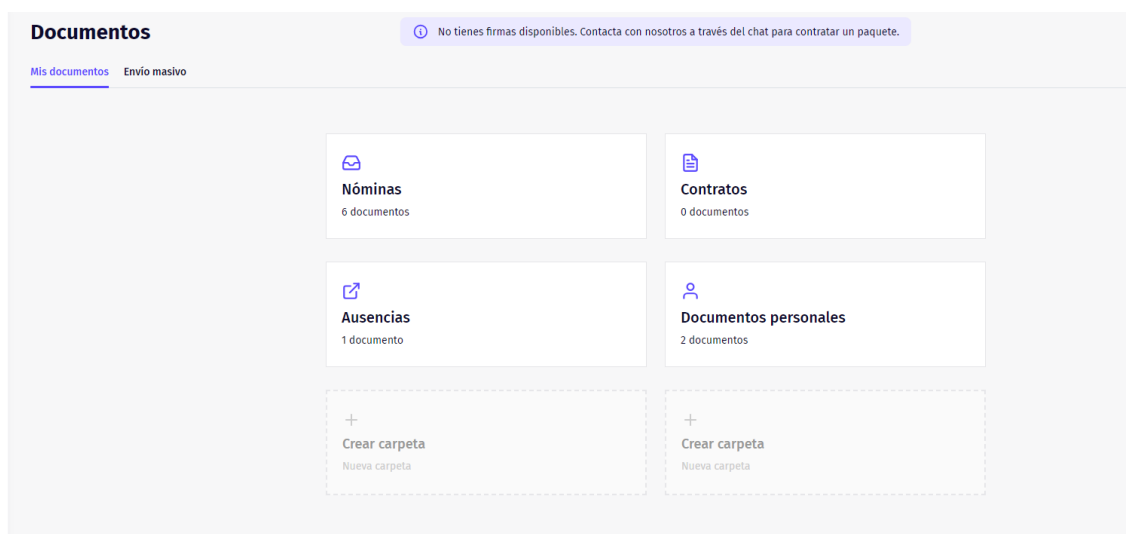 Documentos
No tienes firmas disponibles. Contacta con nosotros a través del chat para contratar un paquete.
Mis documentos
Envío masivo
Nóminas
6 documentos
Contratos
0 documentos
Ausencias
1 documento
Documentos personales
2 documentos
Crear carpeta
Nueva carpeta
Crear carpeta
Nueva carpeta